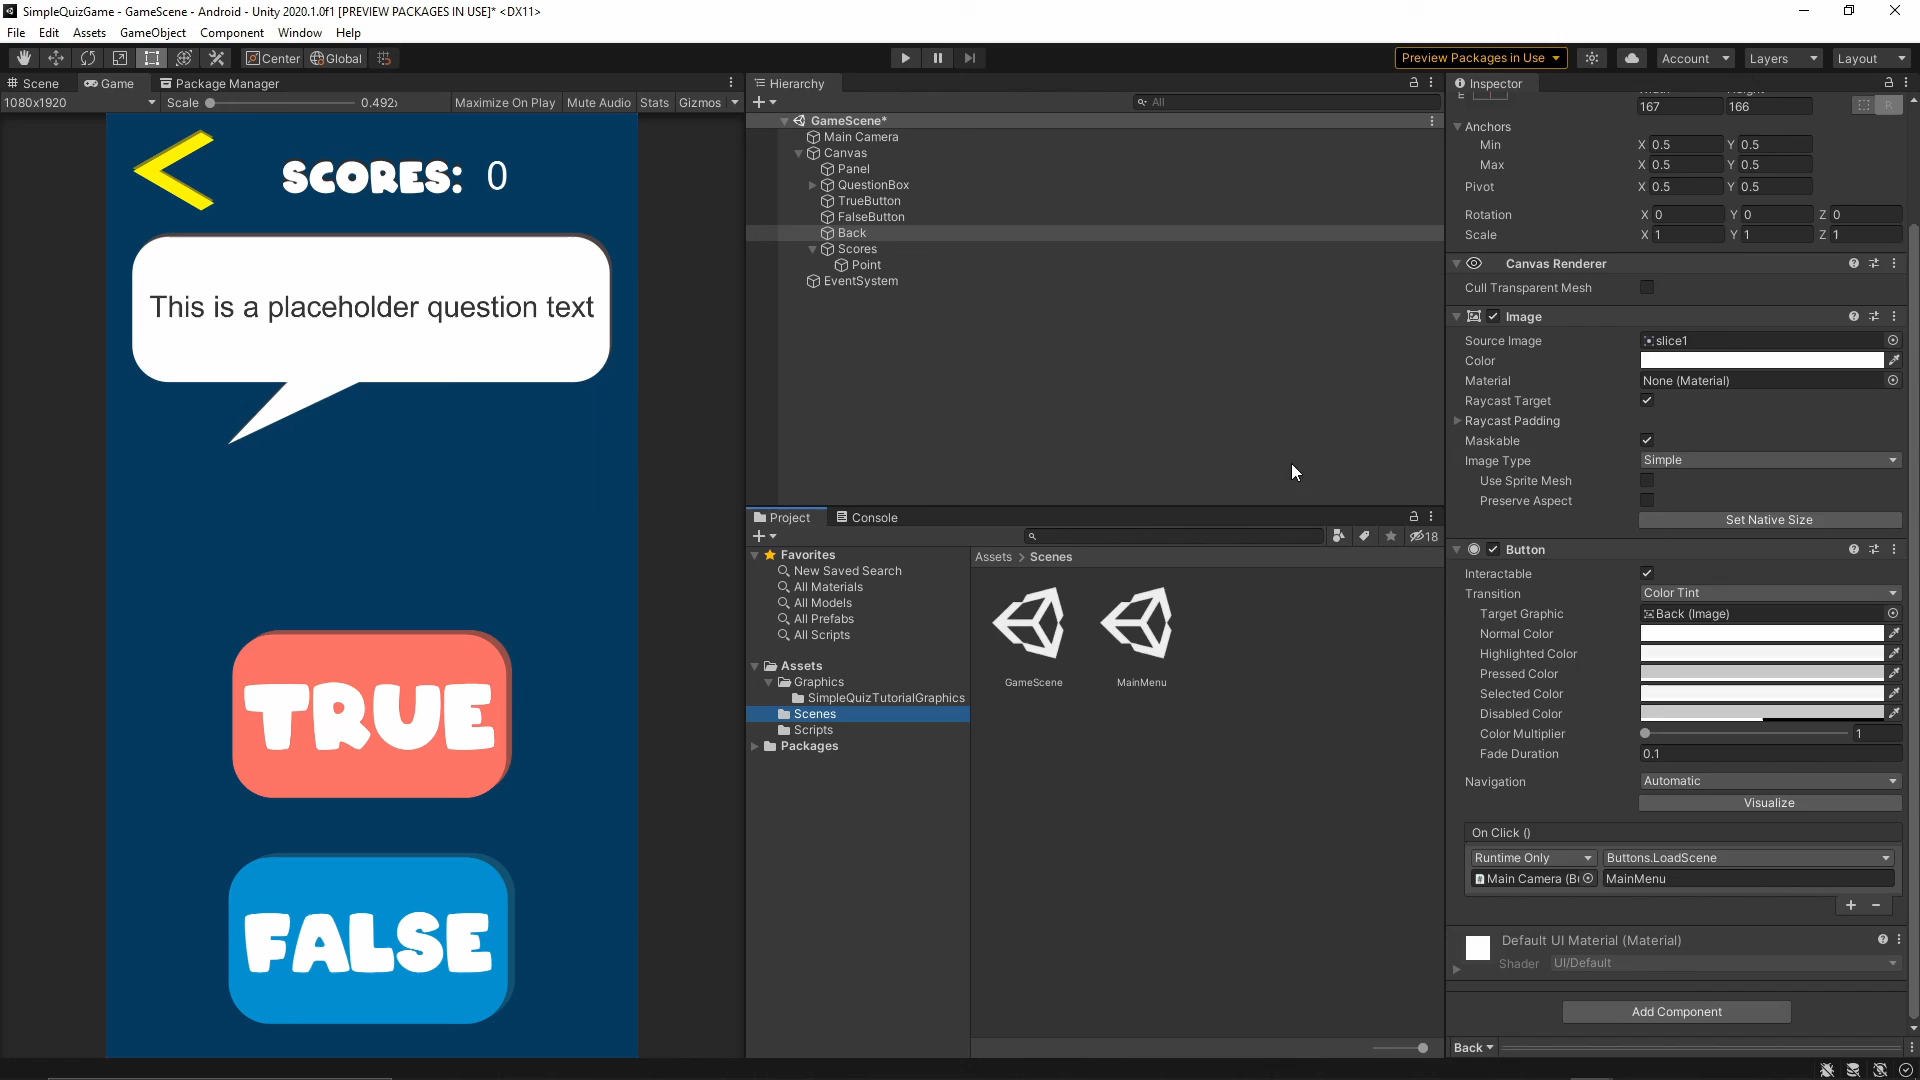 SimpleQuizGame - GameScene - Android - Unity 2020.1.0f1 [PREVIEW PACKAGES IN USE]* <DX11>
File Edit Assets GameObject Component Window Help
Center Global Preview Packages in Use Account Layers Layout
Scene Game Package Manager
1080x1920 Scale 0.492x Maximize On Play Mute Audio Stats Gizmos
SCORES: 0
This is a placeholder question text
TRUE
FALSE
Hierarchy
All
GameScene*
Main Camera
Canvas
Panel
QuestionBox
TrueButton
FalseButton
Back
Scores
Point
EventSystem
Project Console
18
Favorites
New Saved Search
All Materials
All Models
All Prefabs
All Scripts
Assets
Graphics
SimpleQuizTutorialGraphics
Scenes
Scripts
Packages
Assets > Scenes
GameScene MainMenu
Inspector
167 166
R
Anchors
Min X 0.5 Y 0.5
Max X 0.5 Y 0.5
Pivot X 0.5 Y 0.5
Rotation X 0 Y 0 Z 0
Scale X 1 Y 1 Z 1
Canvas Renderer
Cull Transparent Mesh
Image
Source Image slice1
Color
Material None (Material)
Raycast Target
Raycast Padding
Maskable
Image Type Simple
Use Sprite Mesh
Preserve Aspect
Set Native Size
Button
Interactable
Transition Color Tint
Target Graphic Back (Image)
Normal Color
Highlighted Color
Pressed Color
Selected Color
Disabled Color
Color Multiplier 1
Fade Duration 0.1
Navigation Automatic
Visualize
On Click ()
Runtime Only Buttons.LoadScene
Main Camera (Bu MainMenu
+ -
Default UI Material (Material)
Shader UI/Default
Add Component
Back